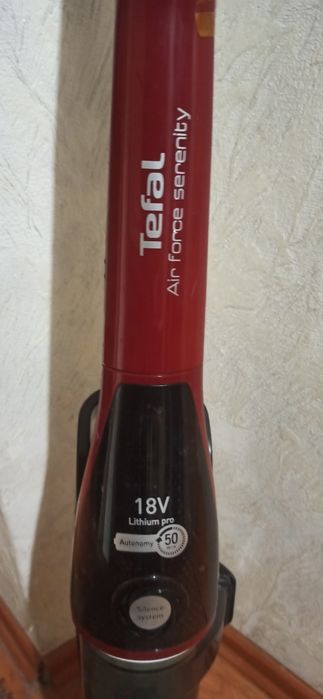 Tefal
Air force serenity
18V
Lithium pro
Autonomy 50
Silence
system